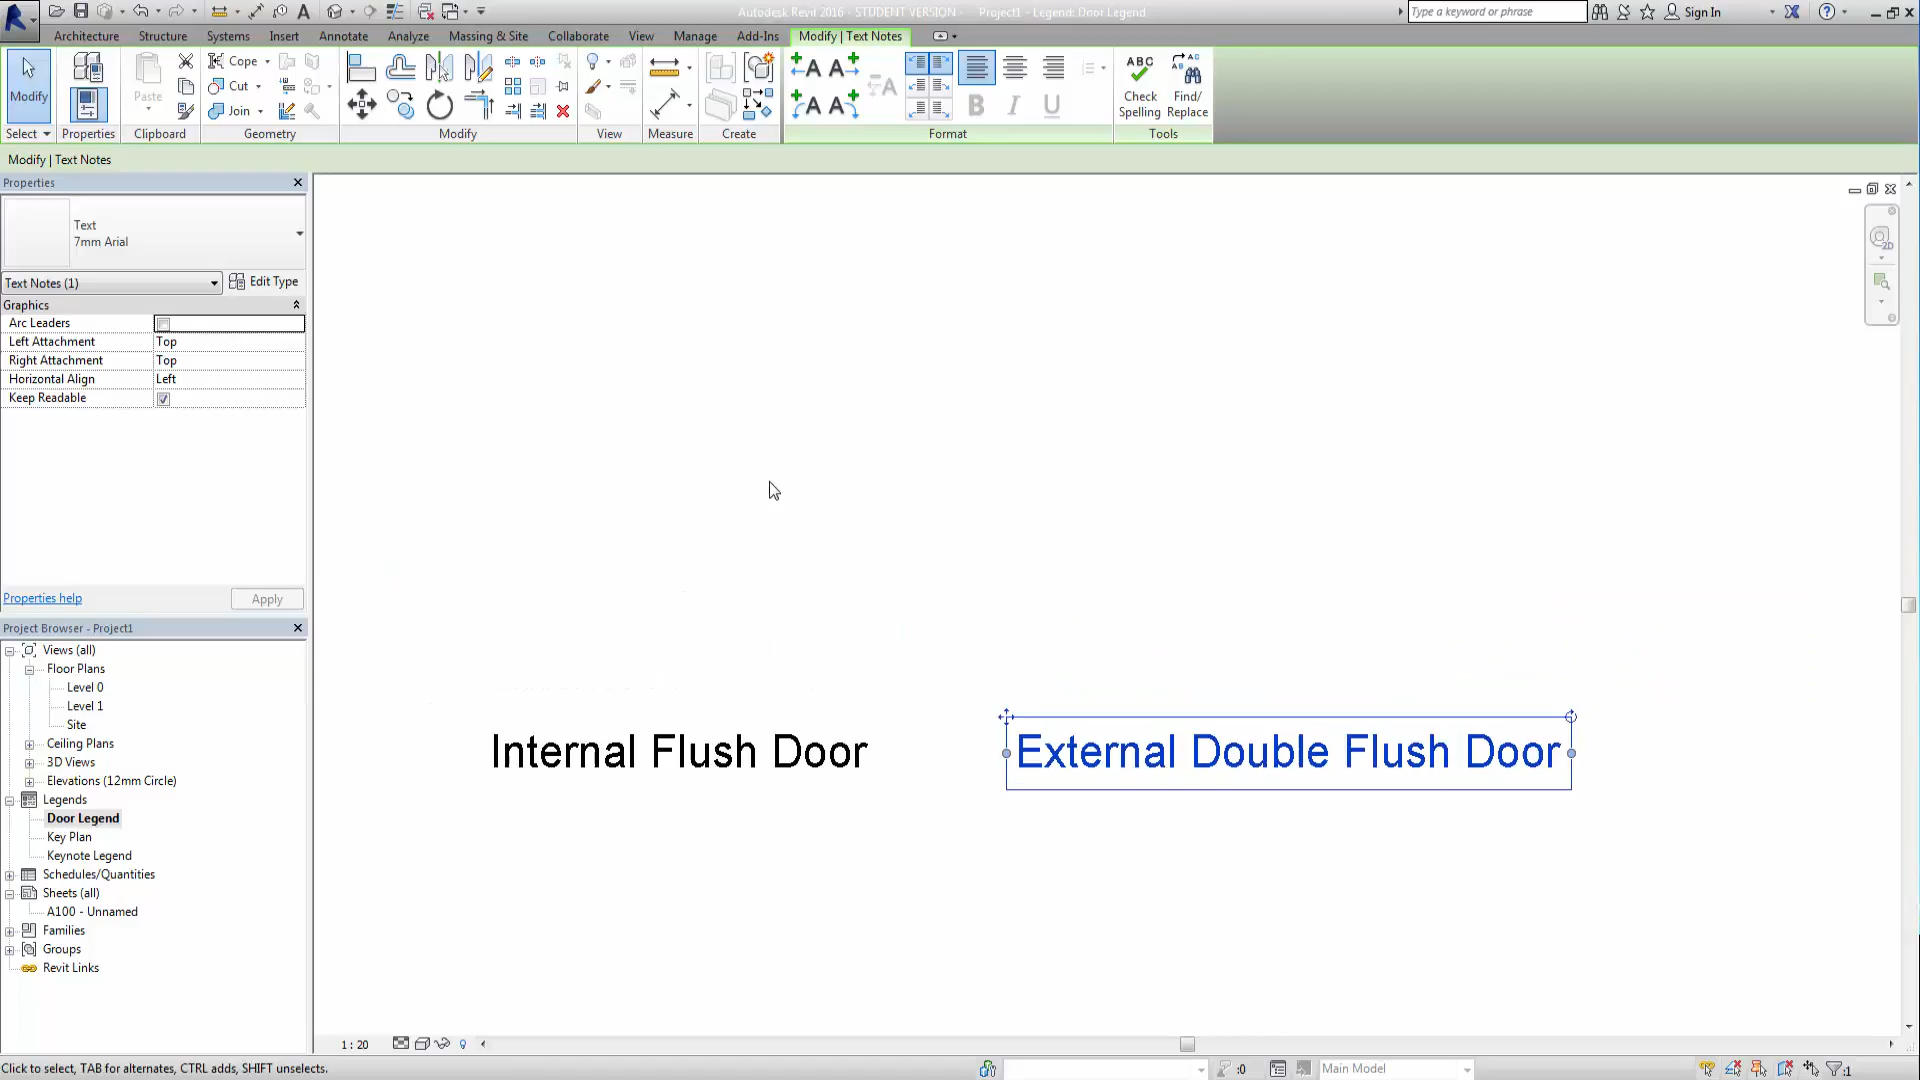 Autodesk Revit 2016 - STUDENT VERSION - Project1 - Legend: Door Legend
Type a keyword or phrase
Sign In
Architecture Structure Systems Insert Annotate Analyze Massing & Site Collaborate View Manage Add-Ins Modify | Text Notes
Modify
Paste
Cope
Cut
Join
ABC
Check
Spelling
Find/
Replace
Select Properties Clipboard Geometry Modify View Measure Create Format Tools
Modify | Text Notes
Properties
Text
7mm Arial
Text Notes (1)
Edit Type
Graphics
Arc Leaders
Left Attachment Top
Right Attachment Top
Horizontal Align Left
Keep Readable
Properties help
Apply
Project Browser - Project1
Views (all)
Floor Plans
Level 0
Level 1
Site
Ceiling Plans
3D Views
Elevations (12mm Circle)
Legends
Door Legend
Key Plan
Keynote Legend
Schedules/Quantities
Sheets (all)
A100 - Unnamed
Families
Groups
Revit Links
Internal Flush Door
External Double Flush Door
1 : 20
Click to select, TAB for alternates, CTRL adds, SHIFT unselects.
:0
Main Model
:1